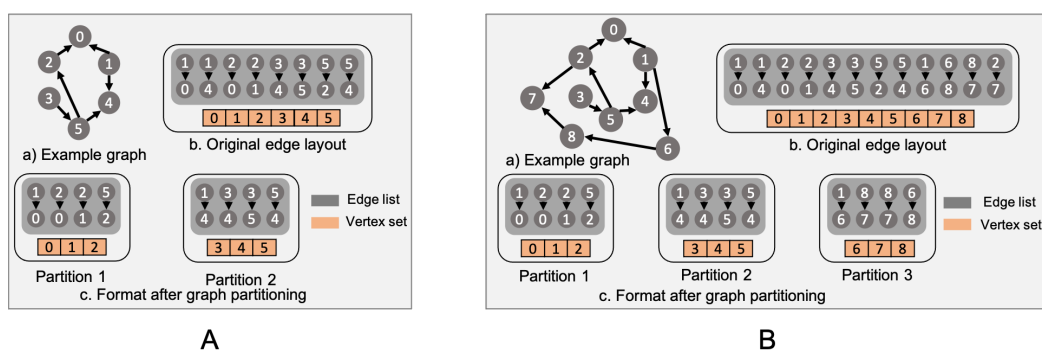 0
2
1
3
4
5
a) Example graph
1 1 2 2 3 3 5 5
0 4 0 1 4 5 2 4
0 1 2 3 4 5
b. Original edge layout
1 2 2 5
0 0 1 2
0 1 2
Partition 1
1 3 3 5
4 4 5 4
3 4 5
Partition 2
Edge list
Vertex set
c. Format after graph partitioning
A
0
2
1
7
3
4
5
8
6
a) Example graph
1 1 2 2 3 3 5 5 1 6 8 2
0 4 0 1 4 5 2 4 6 8 7 7
0 1 2 3 4 5 6 7 8
b. Original edge layout
1 2 2 5
0 0 1 2
0 1 2
Partition 1
1 3 3 5
4 4 5 4
3 4 5
Partition 2
1 8 8 6
6 7 7 8
6 7 8
Partition 3
Edge list
Vertex set
c. Format after graph partitioning
B